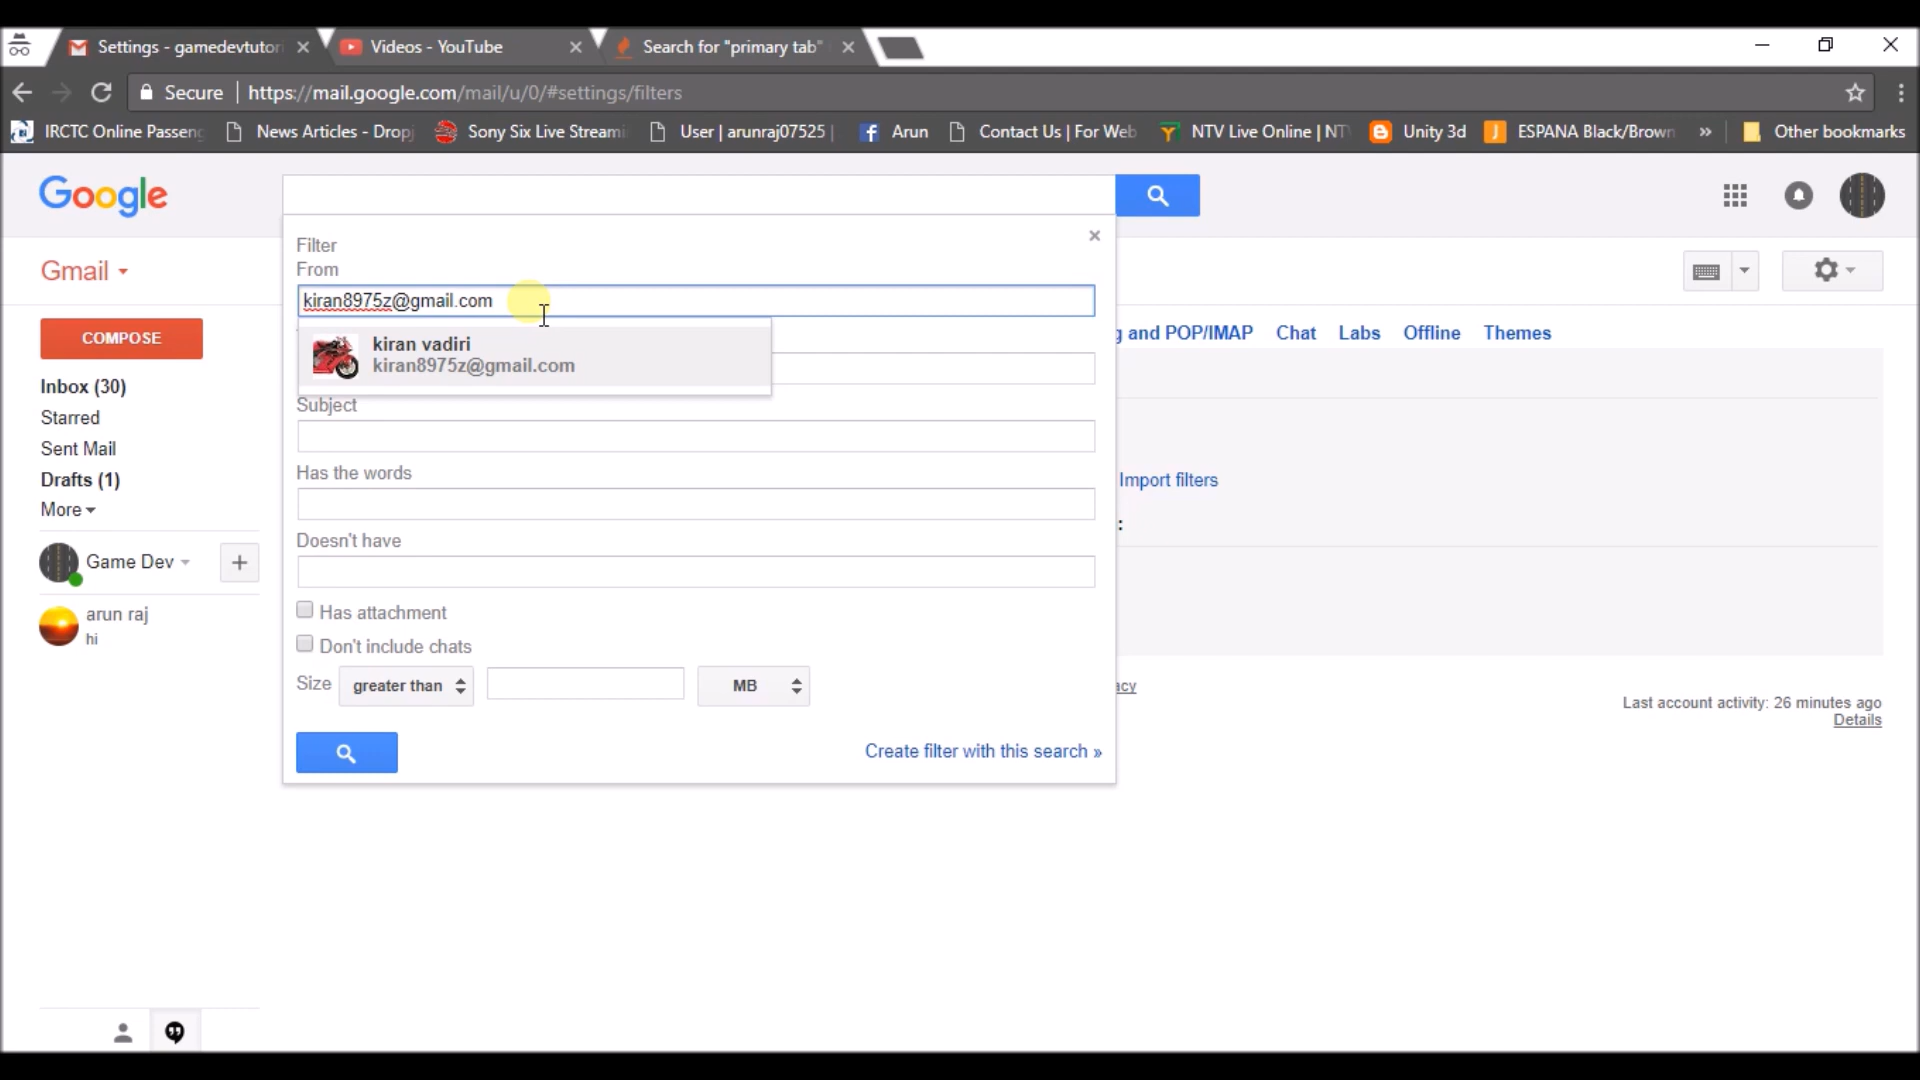 Settings - gamedevtutori
Videos - YouTube
Search for "primary tab"
Secure
https://mail.google.com/mail/u/0/#settings/filters
IRCTC Online Passeng
News Articles - Dropj
Sony Six Live Streami
User | arunraj07525 |
Arun
Contact Us | For Web
NTV Live Online | NT
Unity 3d
ESPANA Black/Brown
»
Other bookmarks
Google
Gmail
COMPOSE
Inbox (30)
Starred
Sent Mail
Drafts (1)
More
Game Dev
arun raj
hi
Filter
From
kiran8975z@gmail.com
kiran vadiri
kiran8975z@gmail.com
Subject
Has the words
Doesn't have
Has attachment
Don't include chats
Size
greater than
MB
Create filter with this search »
g and POP/IMAP
Chat
Labs
Offline
Themes
Import filters
:
acy
Last account activity: 26 minutes ago
Details